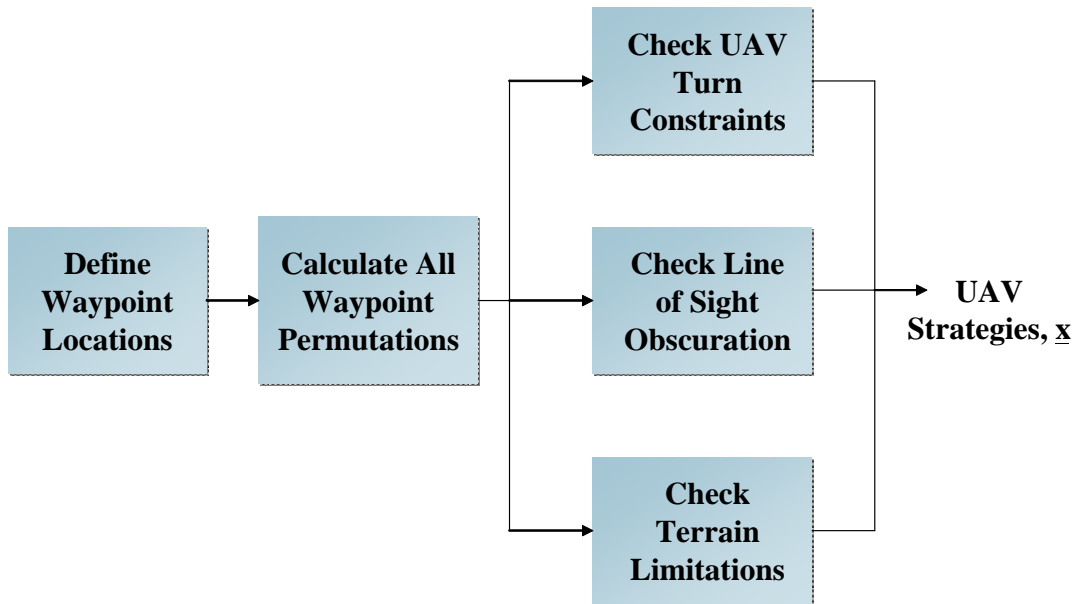 Define
Waypoint
Locations
Calculate All
Waypoint
Permutations
Check UAV
Turn
Constraints
Check Line
of Sight
Obscuration
Check
Terrain
Limitations
UAV
Strategies, x